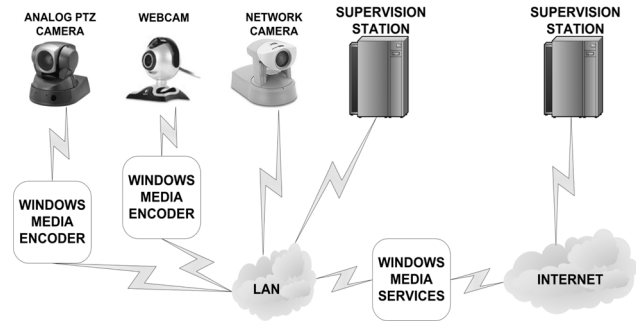 ANALOG PTZ
CAMERA
WEBCAM
NETWORK
CAMERA
SUPERVISION
STATION
SUPERVISION
STATION
WINDOWS
MEDIA
ENCODER
WINDOWS
MEDIA
ENCODER
LAN
WINDOWS
MEDIA
SERVICES
INTERNET